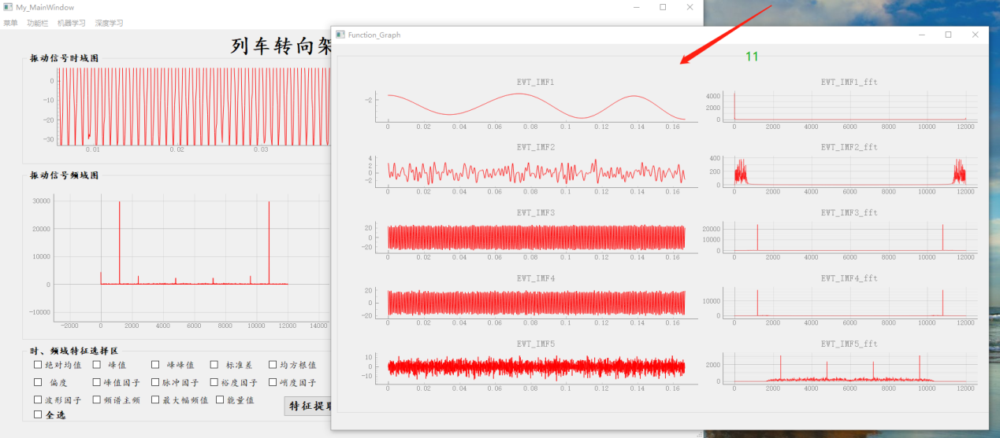 My_MainWindow
菜单 功能栏 机器学习 深度学习
列车转向架
振动信号时域图
0
-10
-20
-30
0.01 0.02 0.03
振动信号频域图
30000
20000
10000
0
-10000
-2000 0 2000 4000 6000 8000 10000 12000 14000
时、频域特征选择区
绝对均值 峰值 峰峰值 标准差 均方根值
偏度 峰值因子 脉冲因子 裕度因子 峭度因子
波形因子 频谱主频 最大幅频值 能量值
全选
特征提取
Function_Graph
11
EWT_IMF1
-2
0 0.02 0.04 0.06 0.08 0.1 0.12 0.14 0.16
EWT_IMF1_fft
4000
2000
0
0 2000 4000 6000 8000 10000 12000
EWT_IMF2
4
2
0
-2
0 0.02 0.04 0.06 0.08 0.1 0.12 0.14 0.16
EWT_IMF2_fft
400
200
0
0 2000 4000 6000 8000 10000 12000
EWT_IMF3
20
0
-20
0 0.02 0.04 0.06 0.08 0.1 0.12 0.14 0.16
EWT_IMF3_fft
20000
10000
0
0 2000 4000 6000 8000 10000 12000
EWT_IMF4
20
0
-20
0 0.02 0.04 0.06 0.08 0.1 0.12 0.14 0.16
EWT_IMF4_fft
10000
0
0 2000 4000 6000 8000 10000 12000
EWT_IMF5
10
0
-10
0 0.02 0.04 0.06 0.08 0.1 0.12 0.14 0.16
EWT_IMF5_fft
2000
0
0 2000 4000 6000 8000 10000 12000